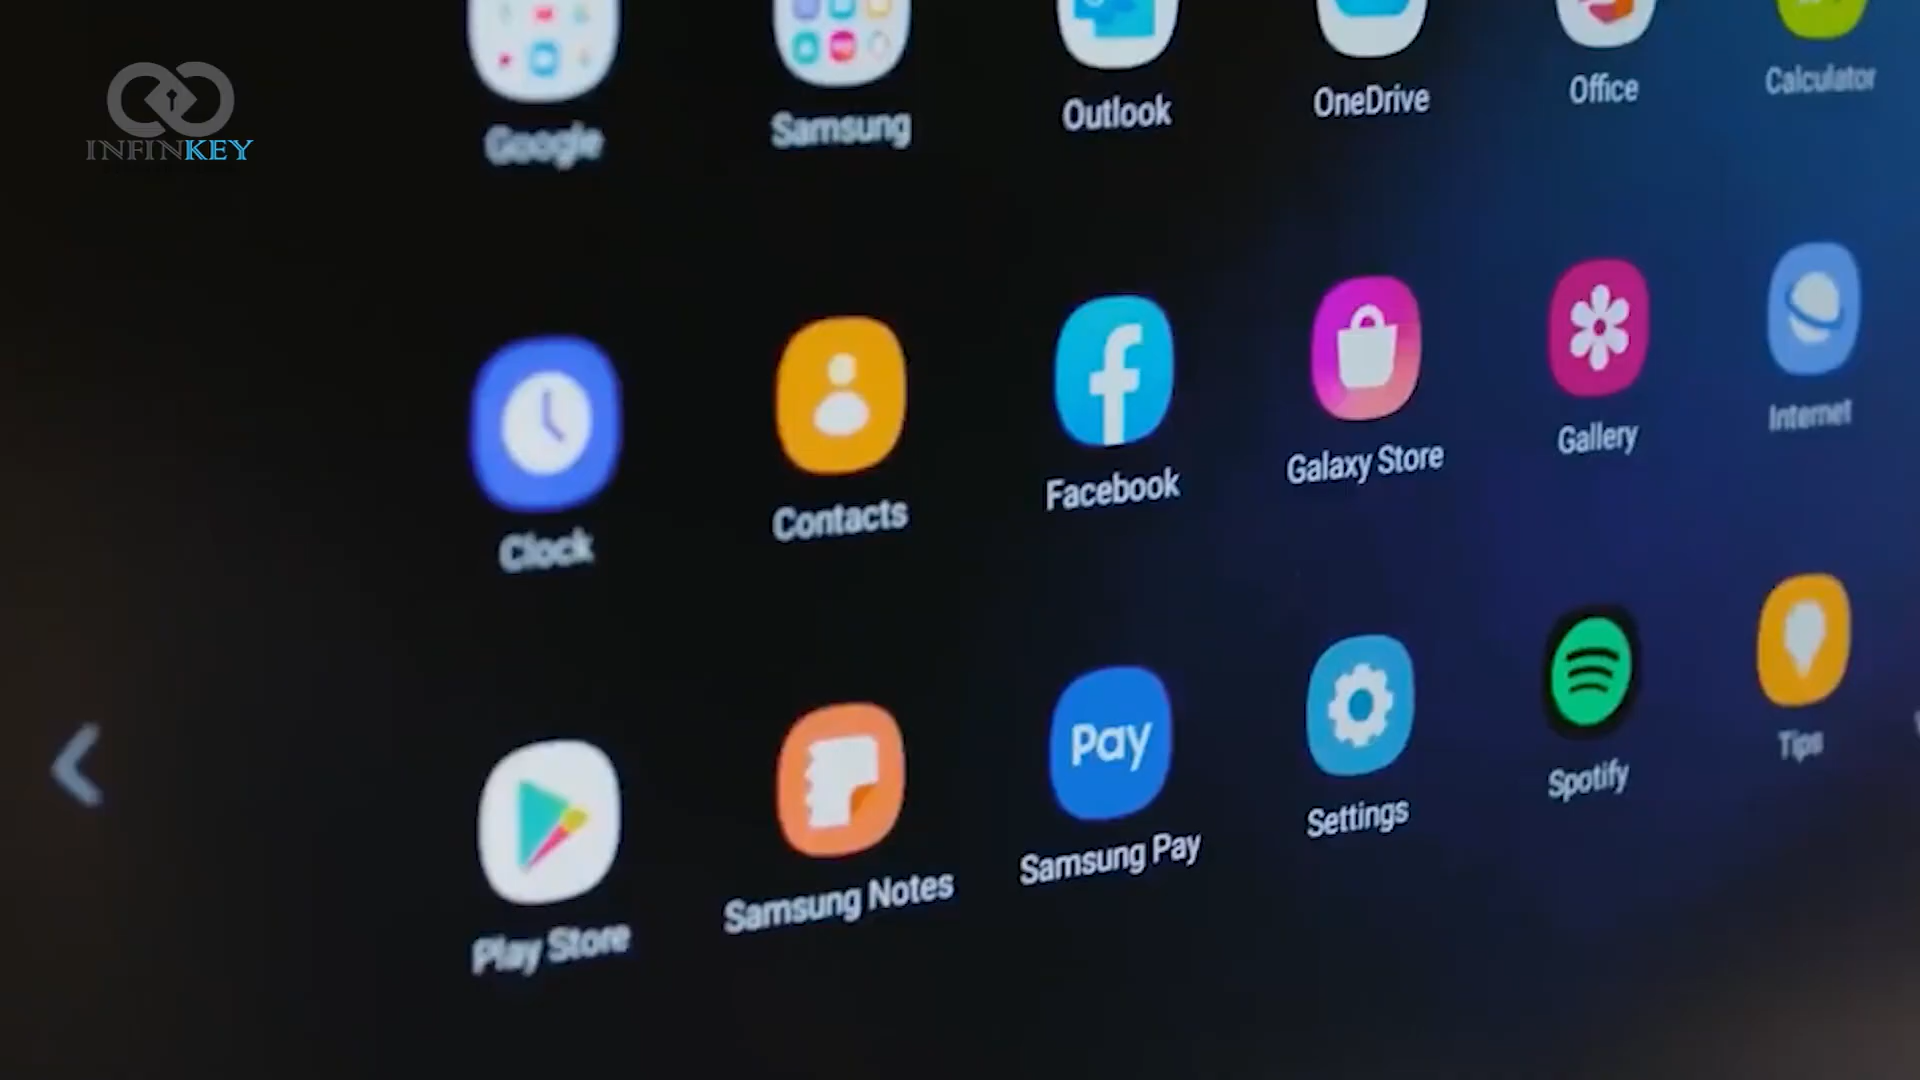 INFINKEY
Google
Samsung
Outlook
OneDrive
Office
Calculator
Clock
Contacts
Facebook
Galaxy Store
Gallery
Internet
Play Store
Pay
Samsung Notes
Samsung Pay
Settings
Spotify
Tips